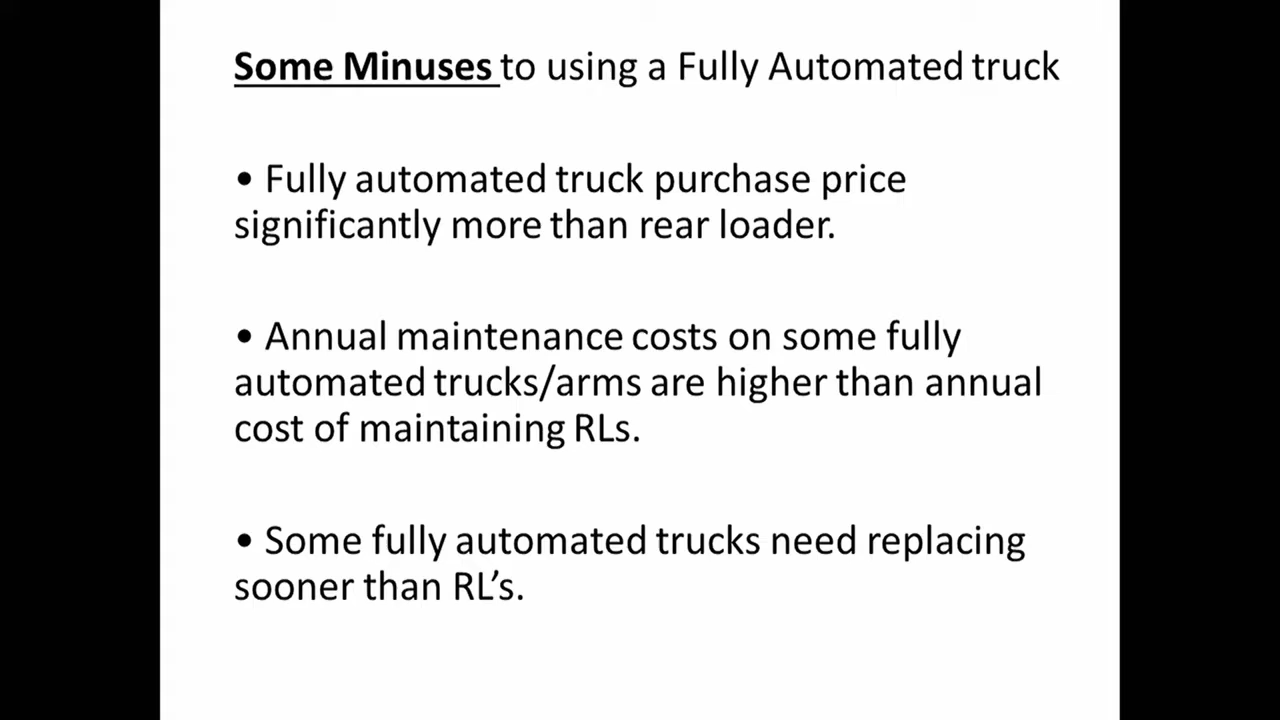 Some Minuses to using a Fully Automated truck
• Fully automated truck purchase price
significantly more than rear loader.
• Annual maintenance costs on some fully
automated trucks/arms are higher than annual
cost of maintaining RLs.
• Some fully automated trucks need replacing
sooner than RL’s.